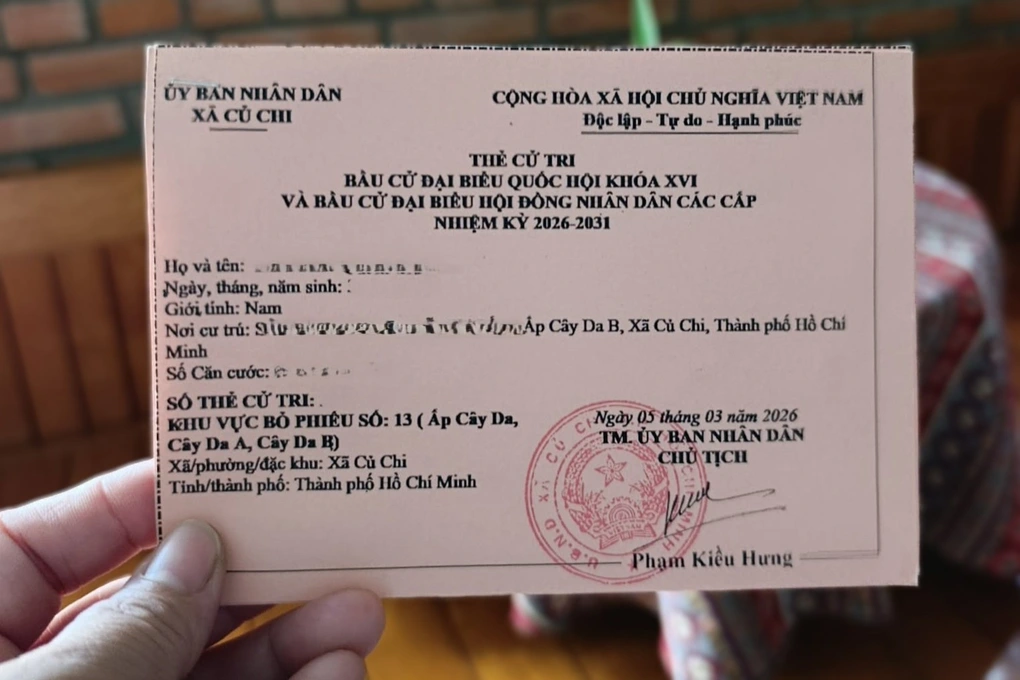 ỦY BAN NHÂN DÂN
XÃ CỦ CHI
CỘNG HÒA XÃ HỘI CHỦ NGHĨA VIỆT NAM
Độc lập - Tự do - Hạnh phúc
THẺ CỬ TRI
BẦU CỬ ĐẠI BIỂU QUỐC HỘI KHÓA XVI
VÀ BẦU CỬ ĐẠI BIỂU HỘI ĐỒNG NHÂN DÂN CÁC CẤP
NHIỆM KỲ 2026-2031
Họ và tên:
Ngày, tháng, năm sinh:
Giới tính: Nam
Nơi cư trú: Ấp Cây Da B, Xã Củ Chi, Thành phố Hồ Chí
Minh
Số Căn cước:
SỐ THẺ CỬ TRI:
KHU VỰC BỎ PHIẾU SỐ: 13 ( Ấp Cây Da,
Cây Da A, Cây Da B)
Xã/phường/đặc khu: Xã Củ Chi
Tỉnh/thành phố: Thành phố Hồ Chí Minh
Ngày 05 tháng 03 năm 2026
TM. ỦY BAN NHÂN DÂN
CHỦ TỊCH
U.B.N.D XÃ CỦ CHI
MINH
Phạm Kiều Hưng